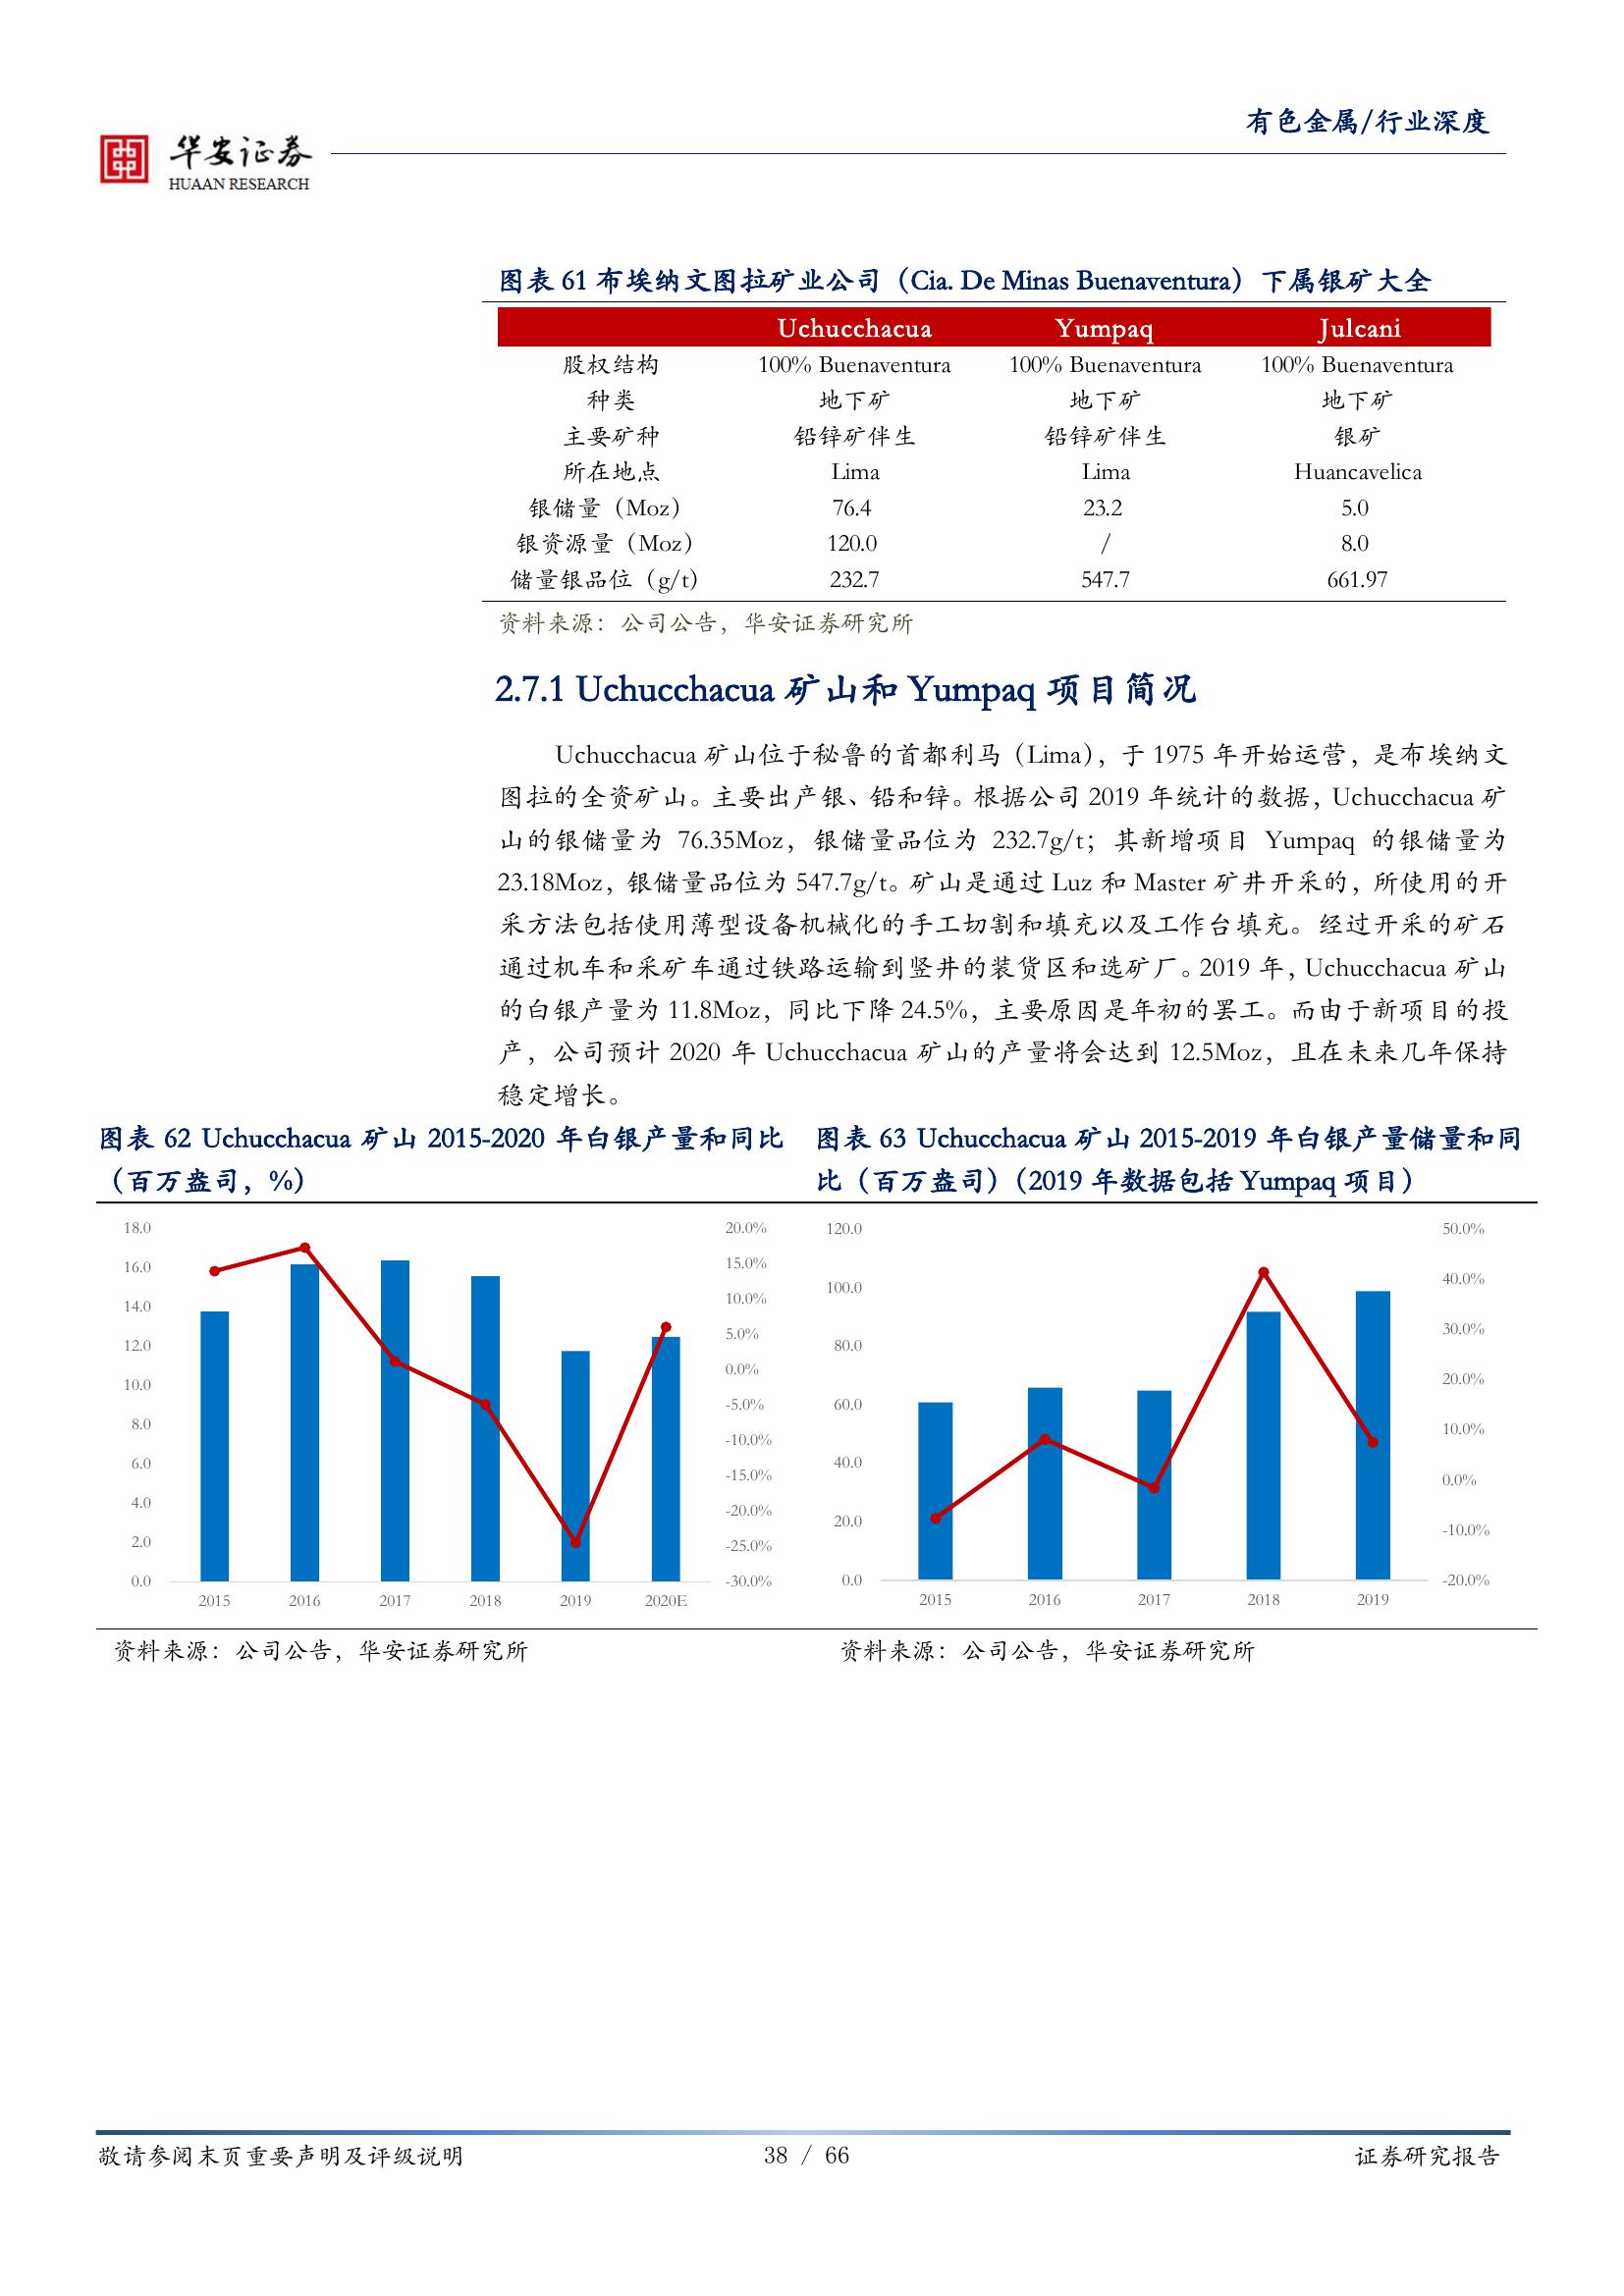 有色金属/行业深度
华安证券
HUAAN RESEARCH
图表 61 布埃纳文图拉矿业公司（Cia. De Minas Buenaventura）下属银矿大全
Uchucchacua Yumpaq Julcani
股权结构 100% Buenaventura 100% Buenaventura 100% Buenaventura
种类 地下矿 地下矿 地下矿
主要矿种 铅锌矿伴生 铅锌矿伴生 银矿
所在地点 Lima Lima Huancavelica
银储量（Moz） 76.4 23.2 5.0
银资源量（Moz） 120.0 / 8.0
储量银品位（g/t） 232.7 547.7 661.97
资料来源：公司公告，华安证券研究所
2.7.1 Uchucchacua 矿山和 Yumpaq 项目简况
Uchucchacua 矿山位于秘鲁的首都利马（Lima），于 1975 年开始运营，是布埃纳文
图拉的全资矿山。主要出产银、铅和锌。根据公司 2019 年统计的数据，Uchucchacua 矿
山的银储量为 76.35Moz，银储量品位为 232.7g/t；其新增项目 Yumpaq 的银储量为
23.18Moz，银储量品位为 547.7g/t。矿山是通过 Luz 和 Master 矿井开采的，所使用的开
采方法包括使用薄型设备机械化的手工切割和填充以及工作台填充。经过开采的矿石
通过机车和采矿车通过铁路运输到竖井的装货区和选矿厂。2019 年，Uchucchacua 矿山
的白银产量为 11.8Moz，同比下降 24.5%，主要原因是年初的罢工。而由于新项目的投
产，公司预计 2020 年 Uchucchacua 矿山的产量将会达到 12.5Moz，且在未来几年保持
稳定增长。
图表 62 Uchucchacua 矿山 2015-2020 年白银产量和同比
（百万盎司，%）
18.0
16.0
14.0
12.0
10.0
8.0
6.0
4.0
2.0
0.0
20.0%
15.0%
10.0%
5.0%
0.0%
-5.0%
-10.0%
-15.0%
-20.0%
-25.0%
-30.0%
2015 2016 2017 2018 2019 2020E
资料来源：公司公告，华安证券研究所
图表 63 Uchucchacua 矿山 2015-2019 年白银产量储量和同
比（百万盎司）（2019 年数据包括 Yumpaq 项目）
120.0
100.0
80.0
60.0
40.0
20.0
0.0
50.0%
40.0%
30.0%
20.0%
10.0%
0.0%
-10.0%
-20.0%
2015 2016 2017 2018 2019
资料来源：公司公告，华安证券研究所
敬请参阅末页重要声明及评级说明 38 / 66 证券研究报告